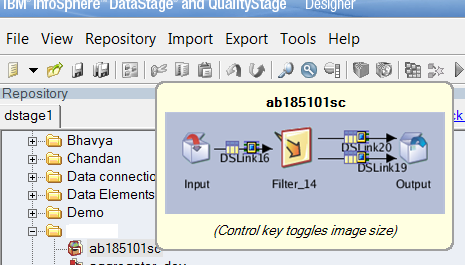 IBM InfoSphere DataStage and QualityStage Designer
File View Repository Import Export Tools Help
Repository
dstage1
ab185101sc
DSLink16
DSLink20
DSLink19
Input
Filter_14
Output
(Control key toggles image size)
Bhavya
Chandan
Data connectio
Data Elements
Demo
ab185101sc
aggregator_dev